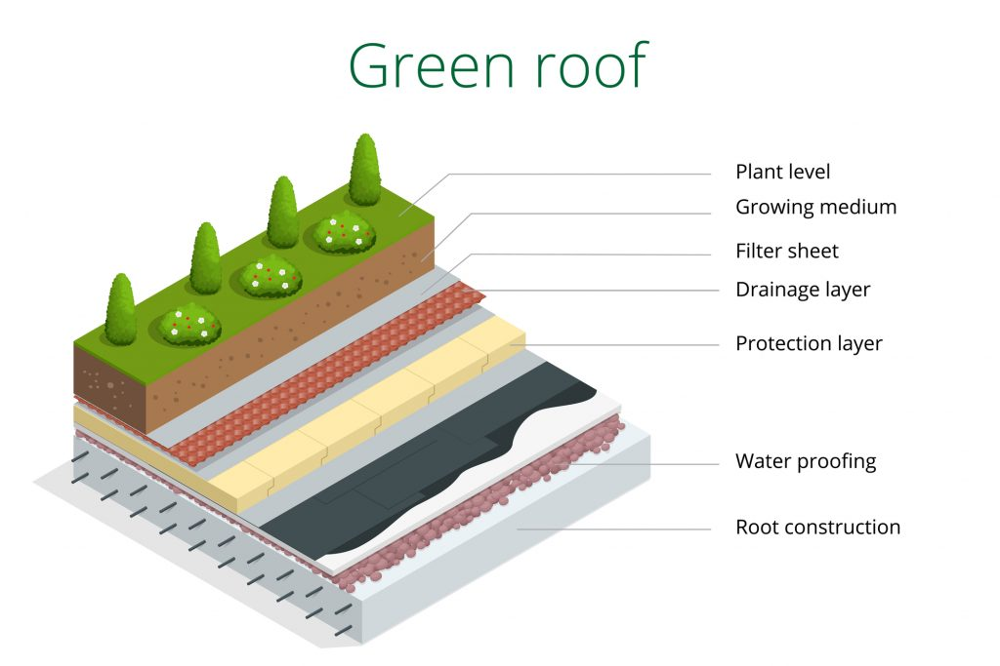 Green roof
Plant level
Growing medium
Filter sheet
Drainage layer
Protection layer
Water proofing
Root construction